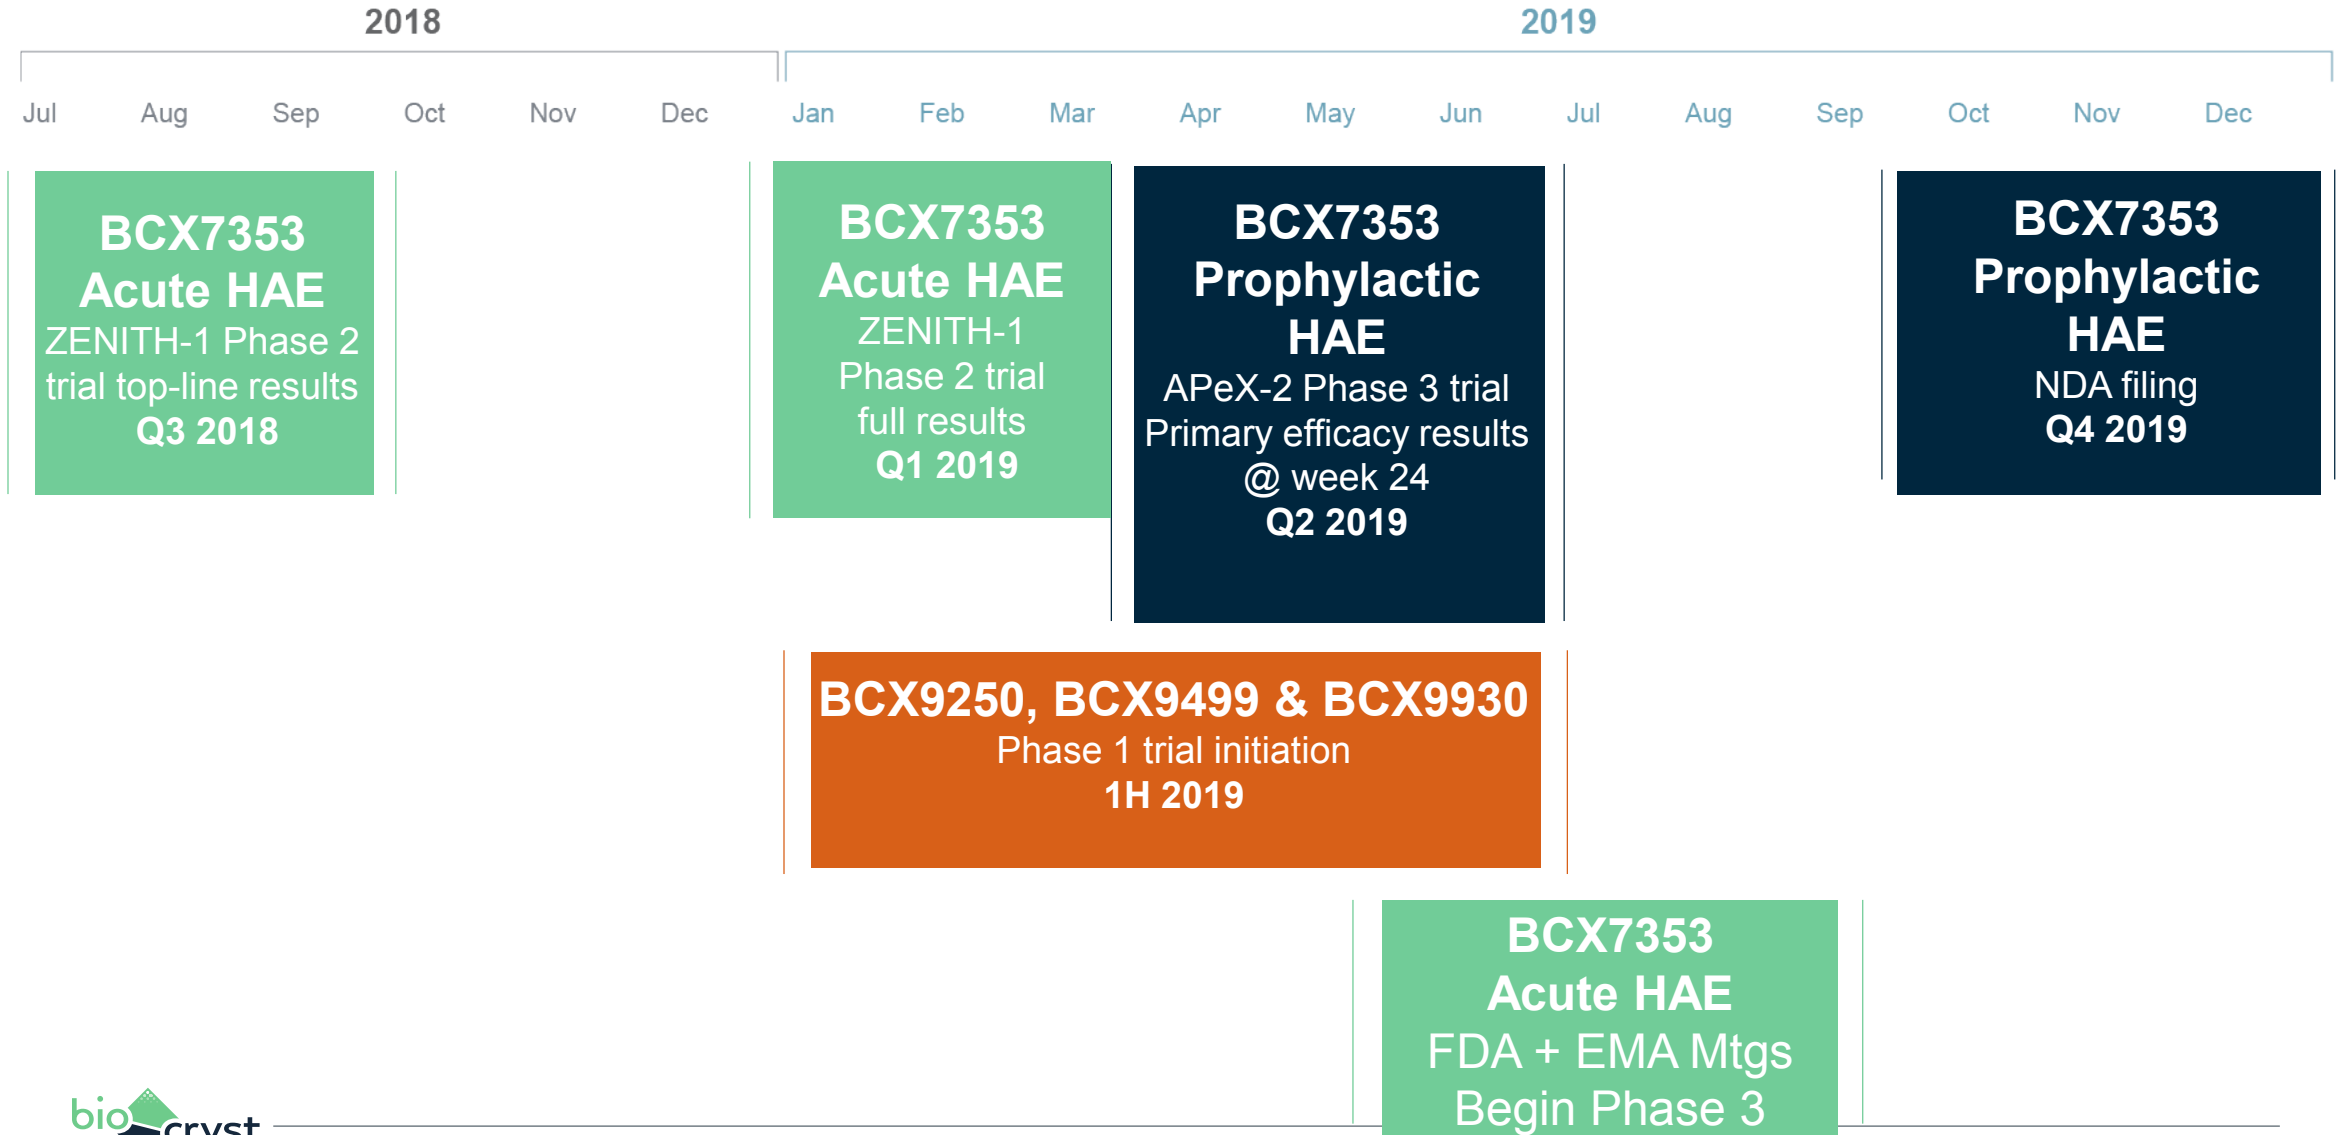 2018
2019
Jul Aug Sep Oct Nov Dec Jan Feb Mar Apr May Jun Jul Aug Sep Oct Nov Dec
BCX7353
Acute HAE
ZENITH-1 Phase 2
trial top-line results
Q3 2018
BCX7353
Acute HAE
ZENITH-1
Phase 2 trial
full results
Q1 2019
BCX7353
Prophylactic
HAE
APeX-2 Phase 3 trial
Primary efficacy results
@ week 24
Q2 2019
BCX7353
Prophylactic
HAE
NDA filing
Q4 2019
BCX9250, BCX9499 & BCX9930
Phase 1 trial initiation
1H 2019
BCX7353
Acute HAE
FDA + EMA Mtgs
Begin Phase 3
biocryst